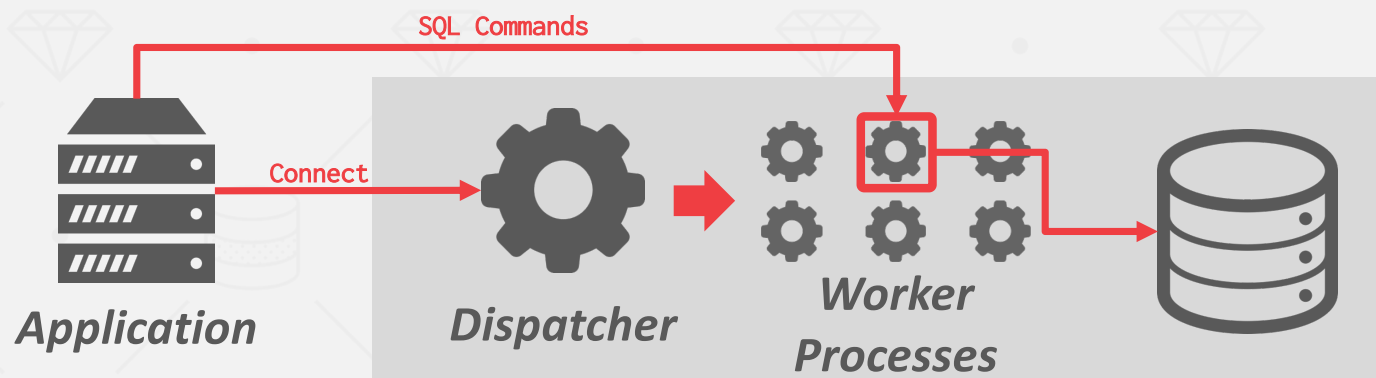 SQL Commands
Connect
Application
Dispatcher
Worker
Processes